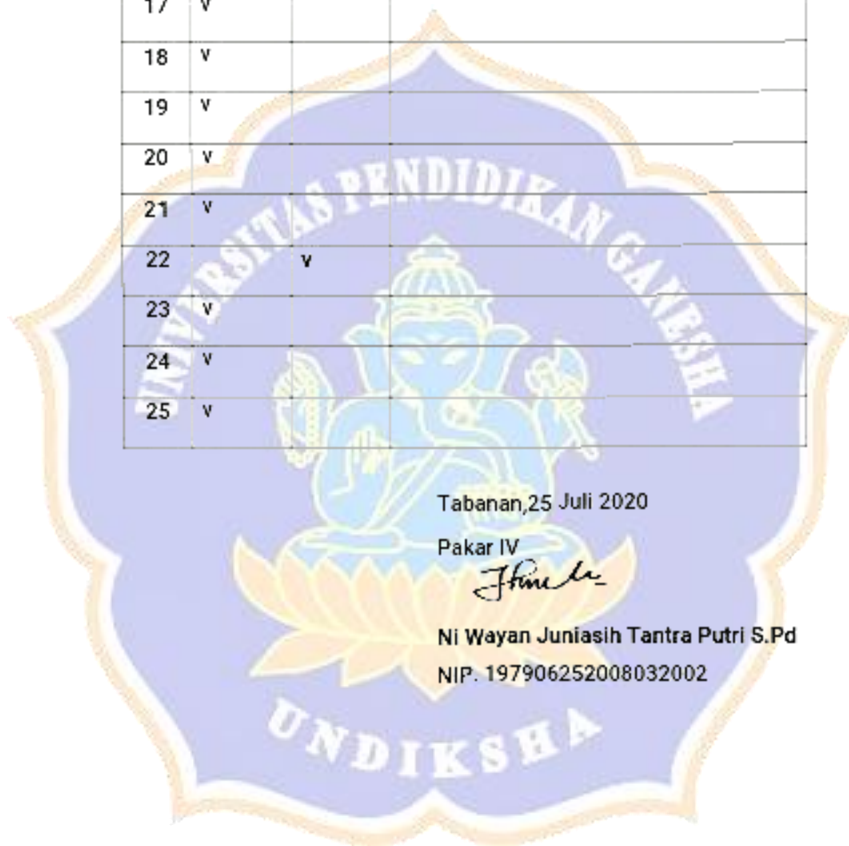 17 v
18 v
19 v
20 v
21 v
22 v
23 v
24 v
25 v
UNIVERSITAS PENDIDIKAN GANESHA
Tabanan,25 Juli 2020
Pakar IV
Ni Wayan Juniasih Tantra Putri S.Pd
NIP. 197906252008032002
UNDIKSHA